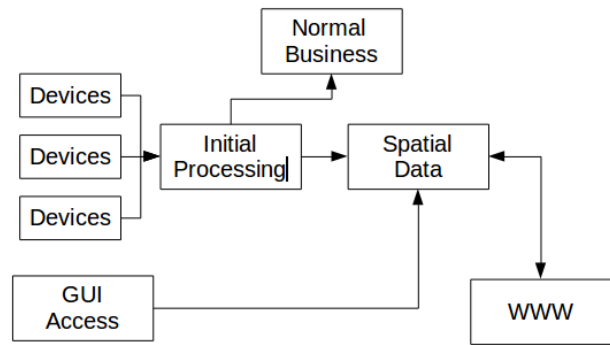 Normal
Business
Devices
Devices
Devices
Initial
Processing
Spatial
Data
GUI
Access
WWW